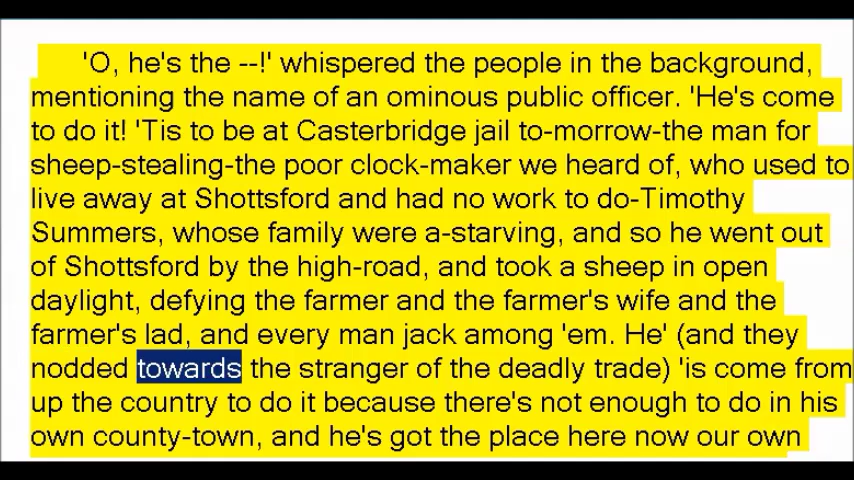 'O, he's the --!' whispered the people in the background,
mentioning the name of an ominous public officer. 'He's come
to do it! 'Tis to be at Casterbridge jail to-morrow-the man for
sheep-stealing-the poor clock-maker we heard of, who used to
live away at Shottsford and had no work to do-Timothy
Summers, whose family were a-starving, and so he went out
of Shottsford by the high-road, and took a sheep in open
daylight, defying the farmer and the farmer's wife and the
farmer's lad, and every man jack among 'em. He' (and they
nodded towards the stranger of the deadly trade) 'is come from
up the country to do it because there's not enough to do in his
own county-town, and he's got the place here now our own